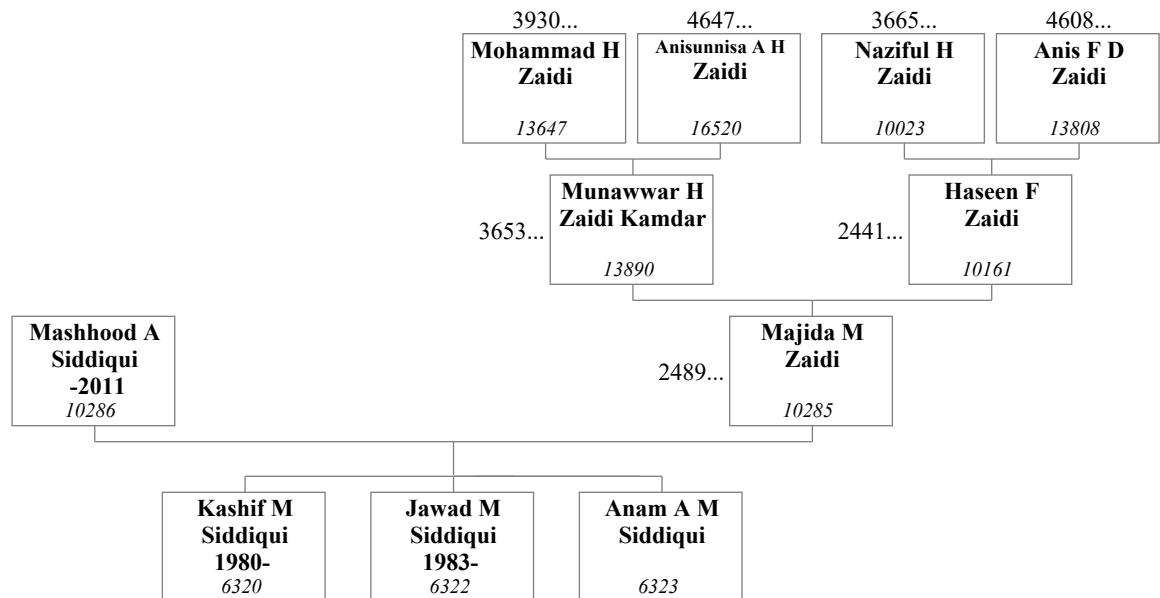 3930... 4647... 3665... 4608...
Mohammad H
Zaidi
13647
Anisunnisa A H
Zaidi
16520
Naziful H
Zaidi
10023
Anis F D
Zaidi
13808
3653...
Munawwar H
Zaidi Kamdar
13890
2441...
Haseen F
Zaidi
10161
Mashhood A
Siddiqui
-2011
10286
2489...
Majida M
Zaidi
10285
Kashif M
Siddiqui
1980-
6320
Jawad M
Siddiqui
1983-
6322
Anam A M
Siddiqui
6323